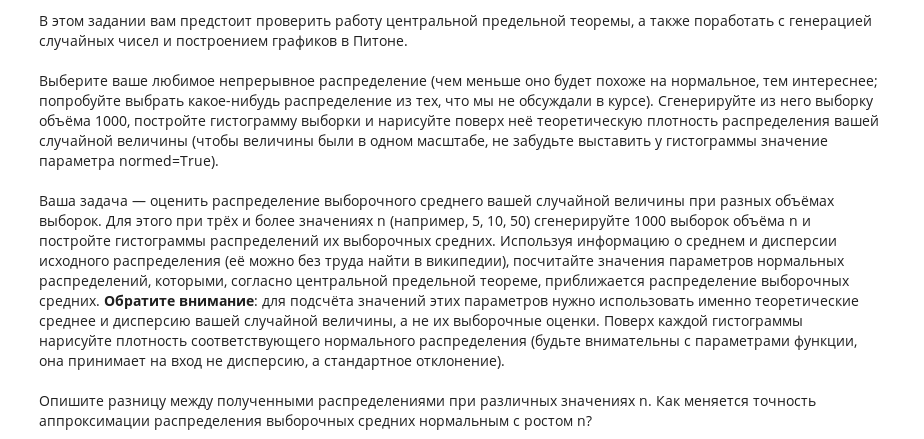 В этом задании вам предстоит проверить работу центральной предельной теоремы, а также поработать с генерацией
случайных чисел и построением графиков в Питоне.
Выберите ваше любимое непрерывное распределение (чем меньше оно будет похоже на нормальное, тем интереснее;
попробуйте выбрать какое-нибудь распределение из тех, что мы не обсуждали в курсе). Сгенерируйте из него выборку
объёма 1000, постройте гистограмму выборки и нарисуйте поверх неё теоретическую плотность распределения вашей
случайной величины (чтобы величины были в одном масштабе, не забудьте выставить у гистограммы значение
параметра normed=True).
Ваша задача — оценить распределение выборочного среднего вашей случайной величины при разных объёмах
выборок. Для этого при трёх и более значениях n (например, 5, 10, 50) сгенерируйте 1000 выборок объёма n и
постройте гистограммы распределений их выборочных средних. Используя информацию о среднем и дисперсии
исходного распределения (её можно без труда найти в википедии), посчитайте значения параметров нормальных
распределений, которыми, согласно центральной предельной теореме, приближается распределение выборочных
средних. Обратите внимание: для подсчёта значений этих параметров нужно использовать именно теоретические
среднее и дисперсию вашей случайной величины, а не их выборочные оценки. Поверх каждой гистограммы
нарисуйте плотность соответствующего нормального распределения (будьте внимательны с параметрами функции,
она принимает на вход не дисперсию, а стандартное отклонение).
Опишите разницу между полученными распределениями при различных значениях n. Как меняется точность
аппроксимации распределения выборочных средних нормальным с ростом n?